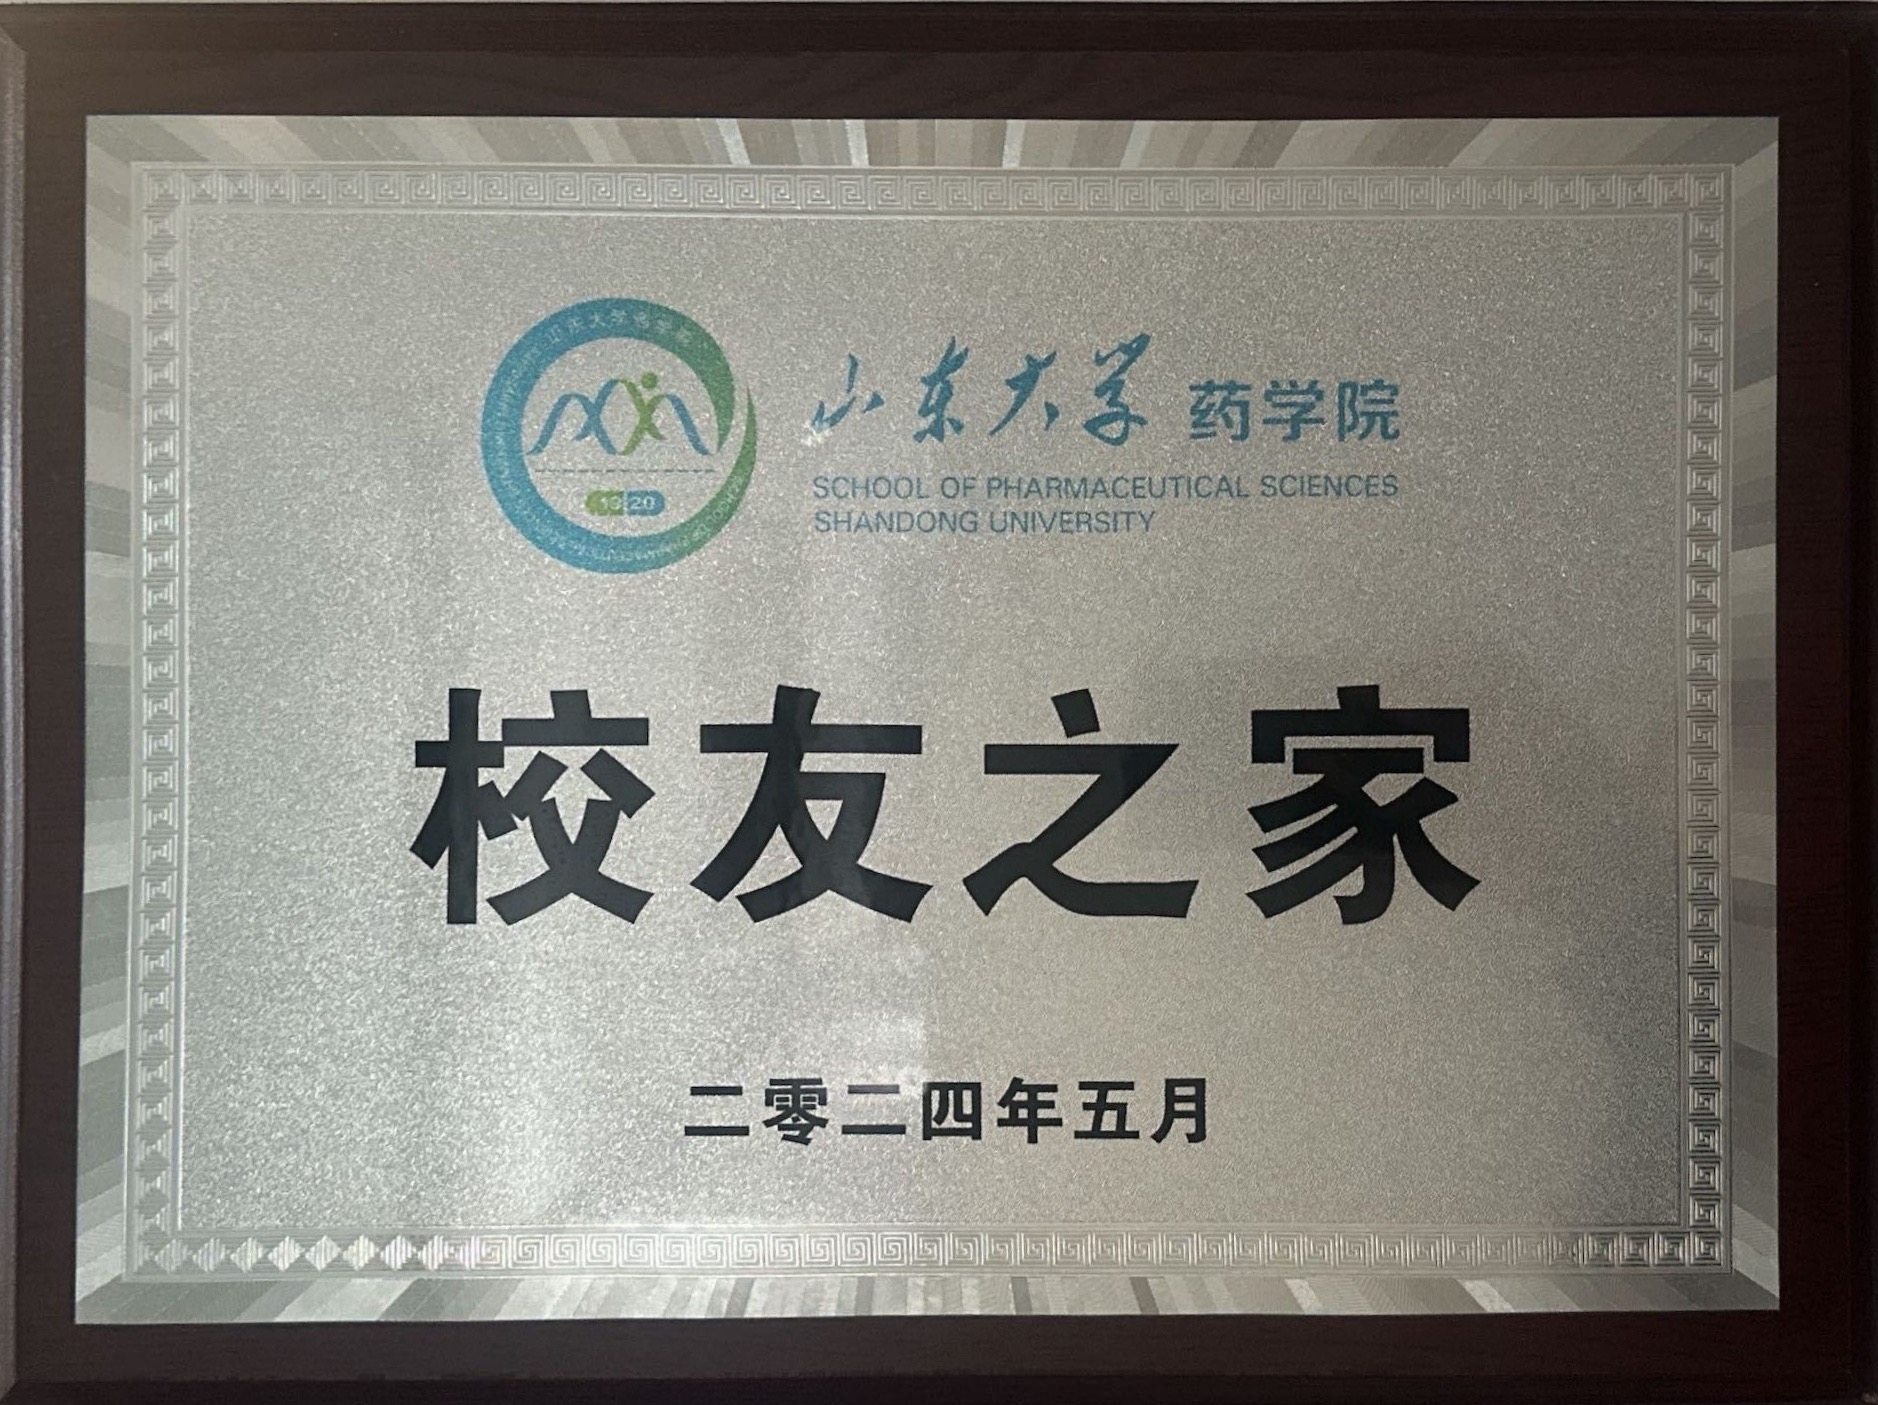 山东大学 药学院
SCHOOL OF PHARMACEUTICAL SCIENCES
SHANDONG UNIVERSITY
1920
校友之家
二零二四年五月